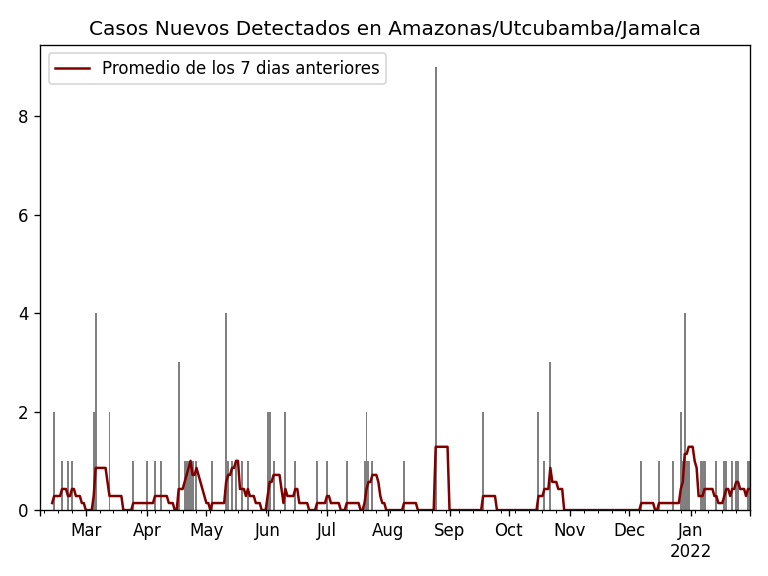 Casos Nuevos Detectados en Amazonas/Utcubamba/Jamalca
Promedio de los 7 dias anteriores
8
6
4
2
0
Mar Apr May Jun Jul Aug Sep Oct Nov Dec Jan
2022